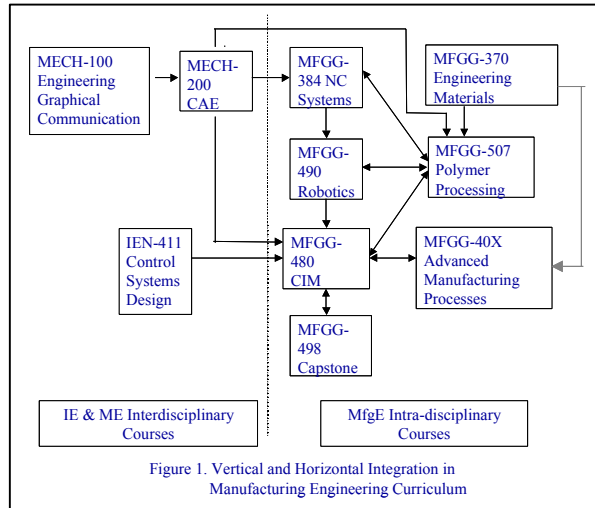 MECH-100
Engineering
Graphical
Communication
MECH-
200
CAE
MFGG-
384 NC
Systems
MFGG-370
Engineering
Materials
MFGG-
490
Robotics
MFGG-507
Polymer
Processing
IEN-411
Control
Systems
Design
MFGG-
480
CIM
MFGG-40X
Advanced
Manufacturing
Processes
MFGG-
498
Capstone
IE & ME Interdisciplinary
Courses
MfgE Intra-disciplinary
Courses
Figure 1. Vertical and Horizontal Integration in
Manufacturing Engineering Curriculum